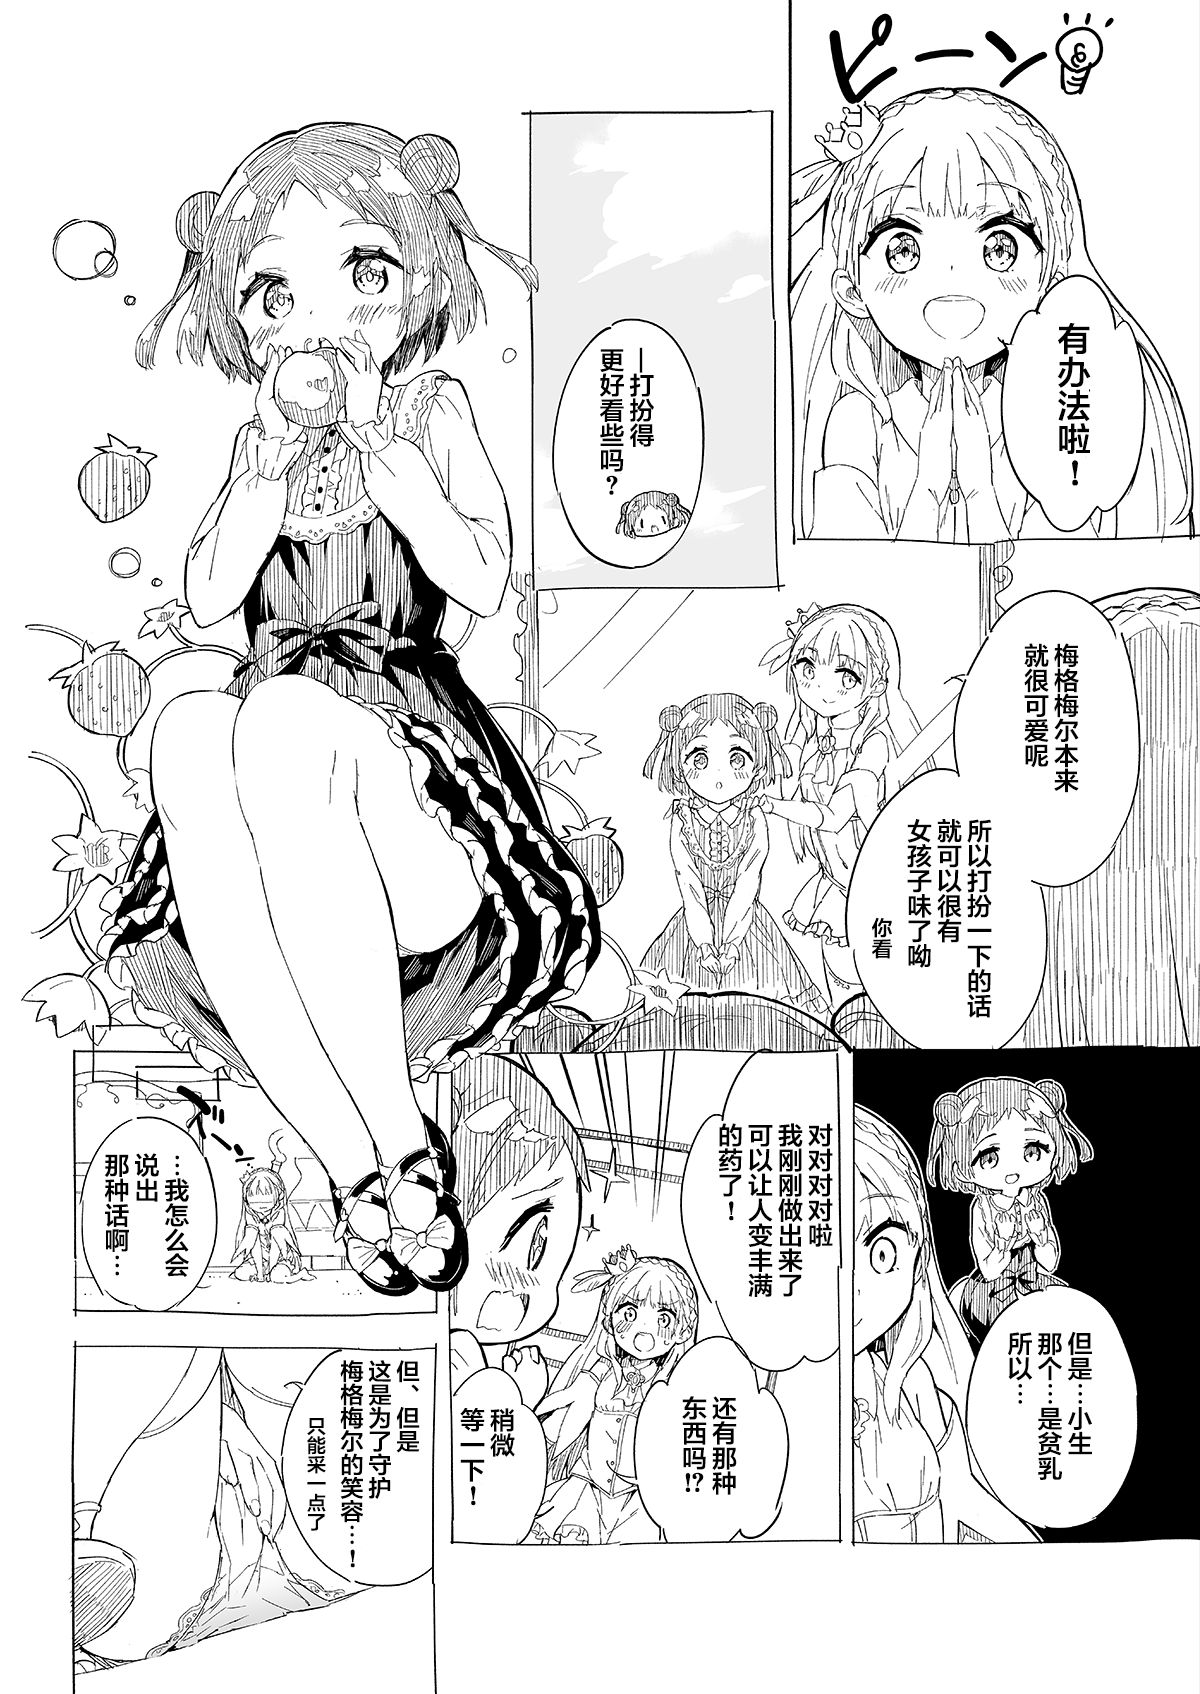 ピーン
有办法啦！
—打扮得
更好看些吗？
梅格梅尔本来
就很可爱呢
所以打扮一下的话
就可以很有
女孩子味了呦
你看
但是…小生
那个…是贫乳
所以…
对对对对啦
我刚刚做出来了
可以让人变丰满
的药了！
还有那种
东西吗!?
稍微
等一下！
…我怎么会
说出
那种话啊…
但、但是
这是为了守护
梅格梅尔的笑容…！
只能采一点了